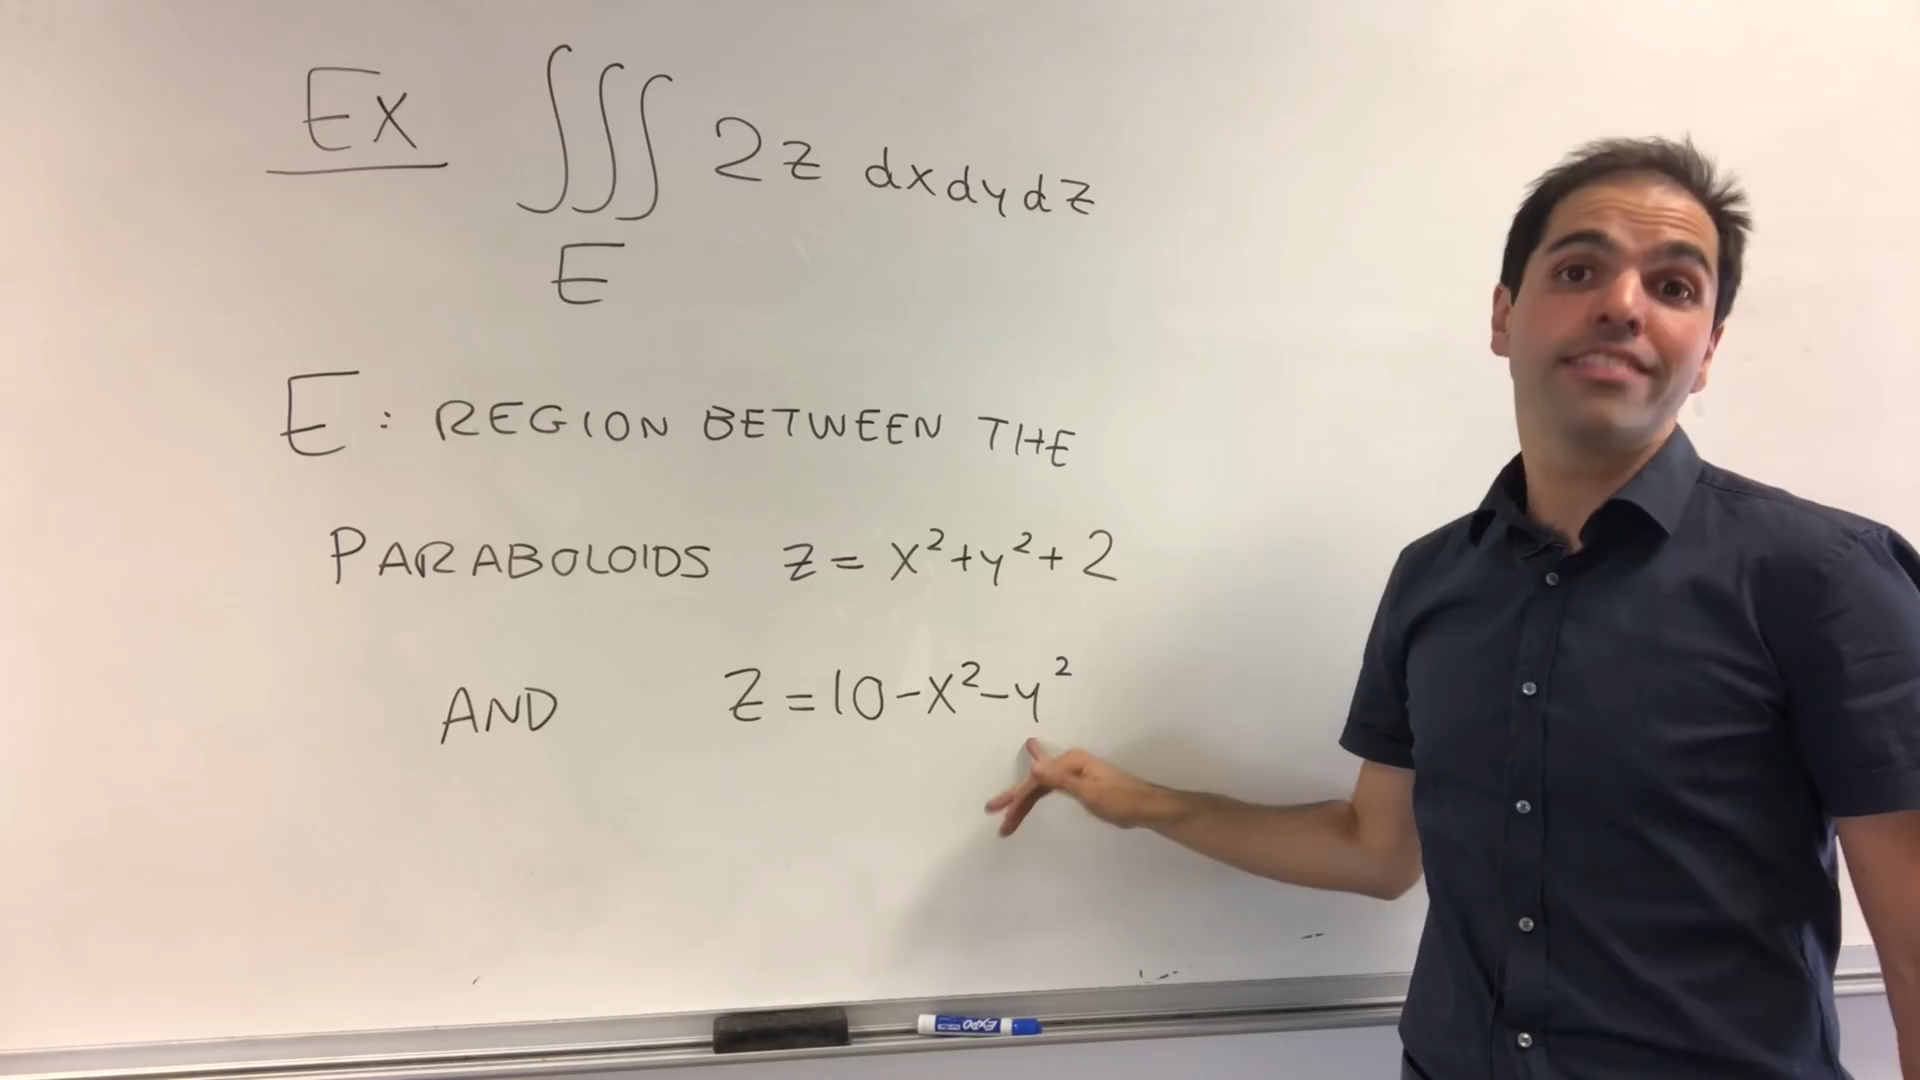 Ex ∭ 2z dxdydz
E
E: REGION BETWEEN THE
PARABOLOIDS z = x²+y²+2
AND z = 10-x²-y²
EXPO